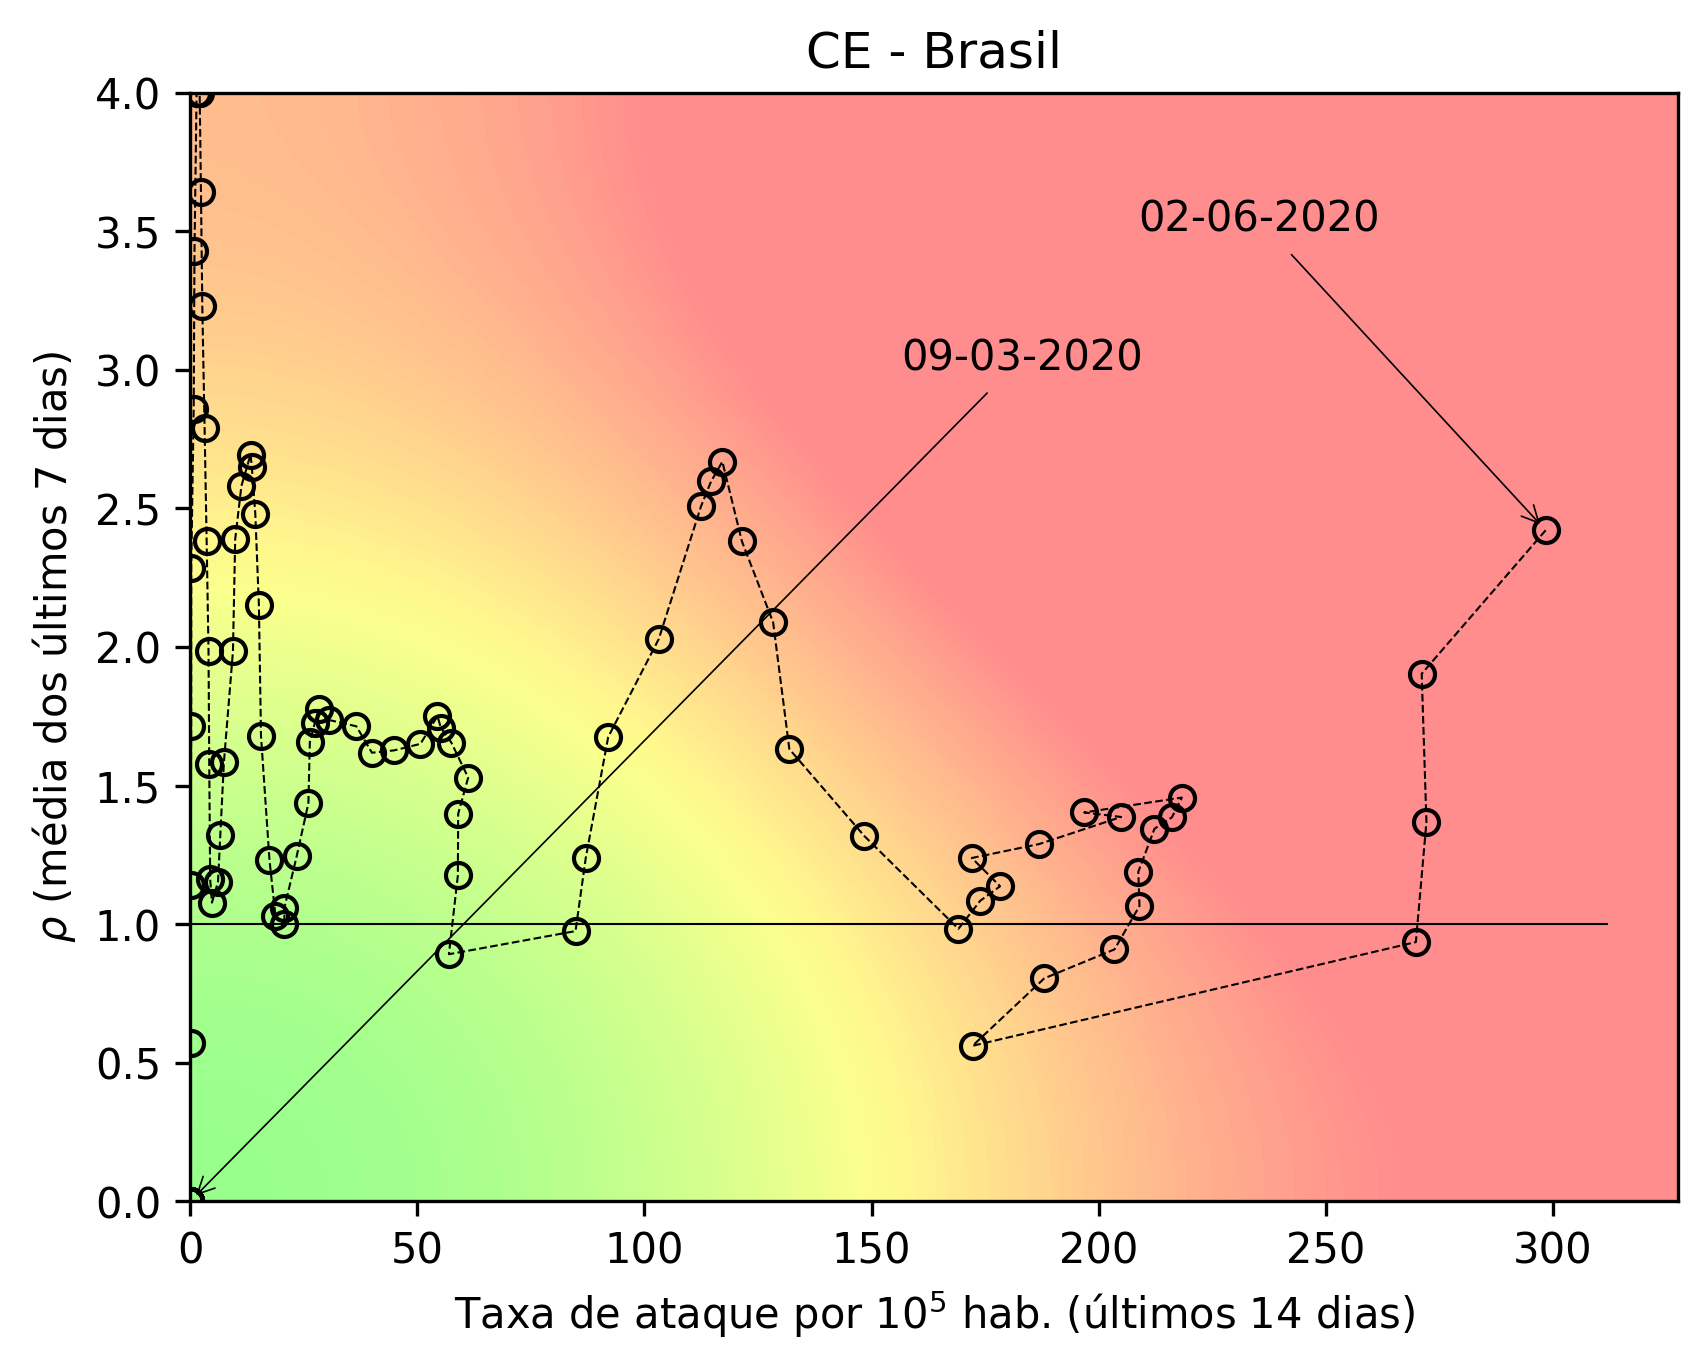 CE - Brasil
4.0
3.5
3.0
2.5
2.0
1.5
1.0
0.5
0.0
ρ (média dos últimos 7 dias)
02-06-2020
09-03-2020
0 50 100 150 200 250 300
Taxa de ataque por 10⁵ hab. (últimos 14 dias)